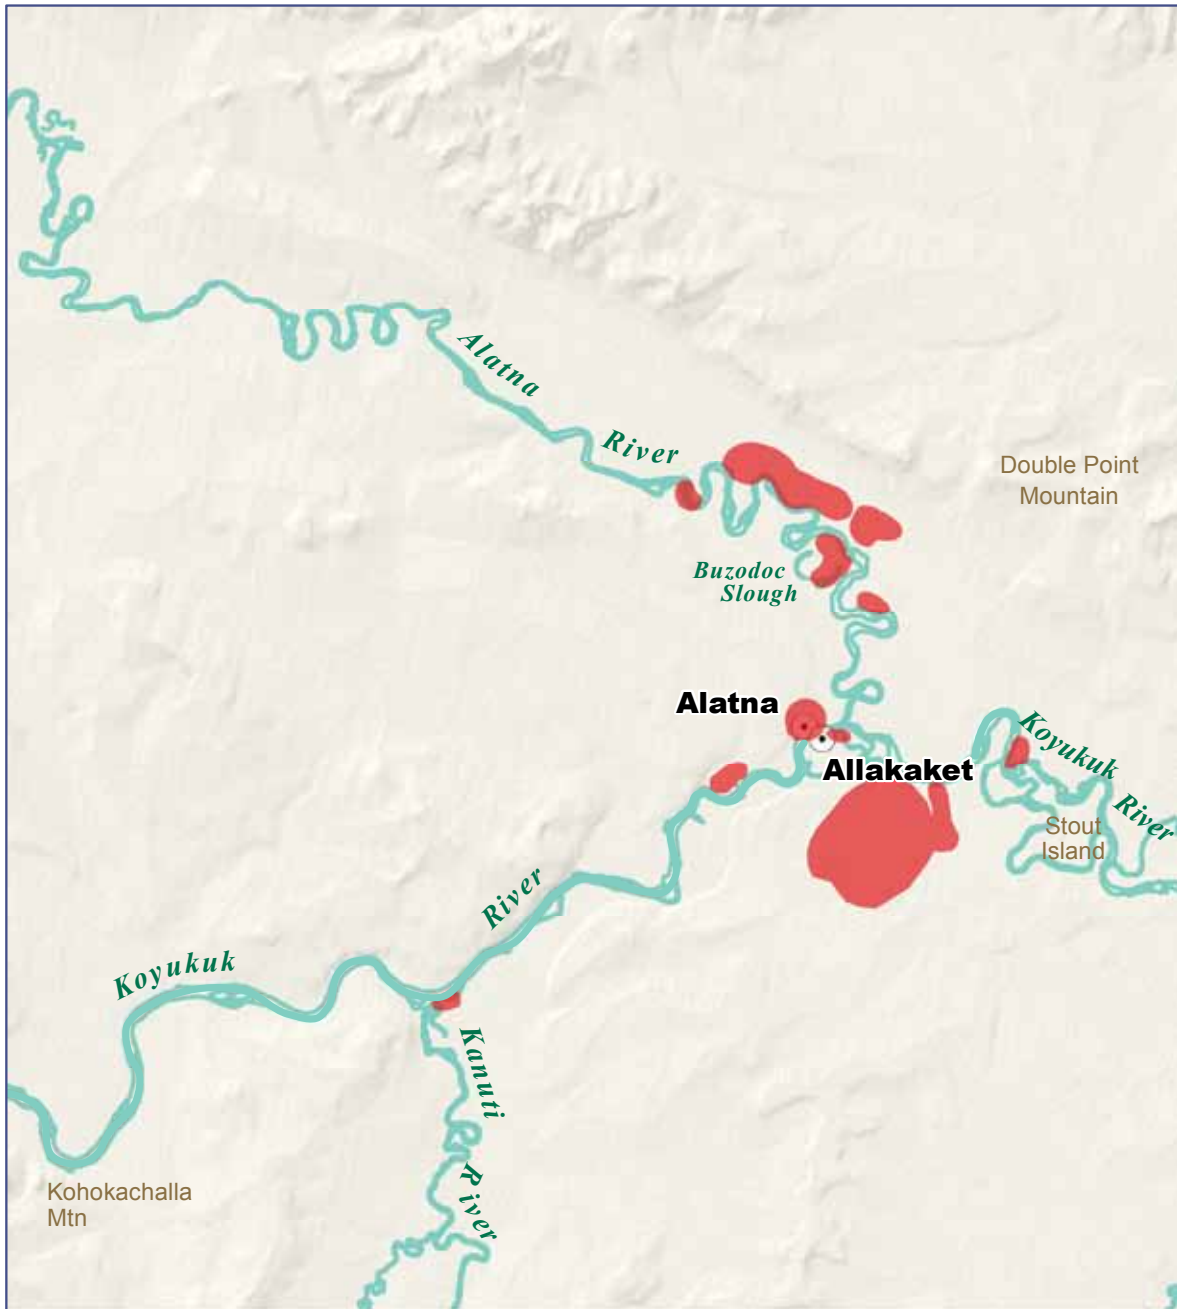 Alatna
River
Double Point
Mountain
Buzodoc
Slough
Alatna
Koyukuk
River
Allakaket
Stout
Island
River
Koyukuk
Kanuti
River
Kohokachalla
Mtn